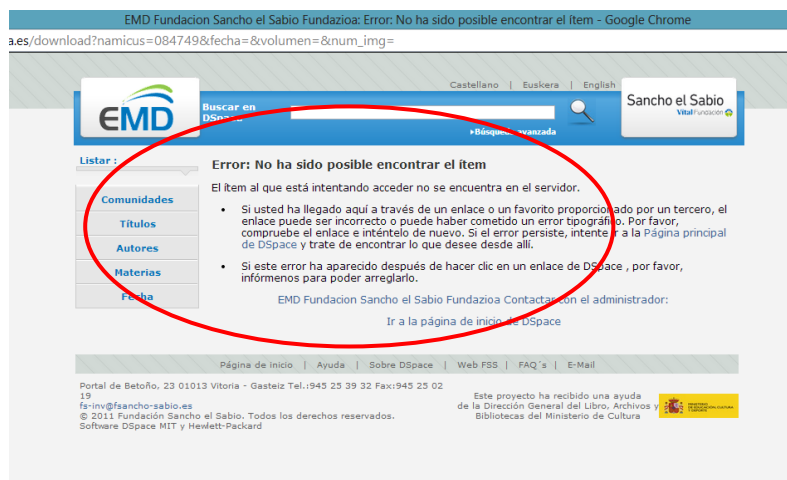 EMD Fundacion Sancho el Sabio Fundazioa: Error: No ha sido posible encontrar el ítem - Google Chrome
a.es/download?namicus=084749&fecha=&volumen=&num_img=
Castellano | Euskera | English
EMD
Buscar en
DSpace
▸Búsqueda avanzada
Sancho el Sabio
Vital Fundazioa
Listar :
Comunidades
Títulos
Autores
Materias
Fecha
Error: No ha sido posible encontrar el ítem
El ítem al que está intentando acceder no se encuentra en el servidor.
• Si usted ha llegado aquí a través de un enlace o un favorito proporcionado por un tercero, el
enlace puede ser incorrecto o puede haber cometido un error tipográfico. Por favor,
compruebe el enlace e inténtelo de nuevo. Si el error persiste, intente ir a la Página principal
de DSpace y trate de encontrar lo que desee desde allí.
• Si este error ha aparecido después de hacer clic en un enlace de DSpace , por favor,
infórmenos para poder arreglarlo.
EMD Fundacion Sancho el Sabio Fundazioa Contactar con el administrador:
Ir a la página de inicio de DSpace
Página de inicio | Ayuda | Sobre DSpace | Web FSS | FAQ´s | E-Mail
Portal de Betoño, 23 01013 Vitoria - Gasteiz Tel.:945 25 39 32 Fax:945 25 02
19
fs-inv@fsancho-sabio.es
© 2011 Fundación Sancho el Sabio. Todos los derechos reservados.
Software DSpace MIT y Hewlett-Packard
Este proyecto ha recibido una ayuda
de la Dirección General del Libro, Archivos y
Bibliotecas del Ministerio de Cultura